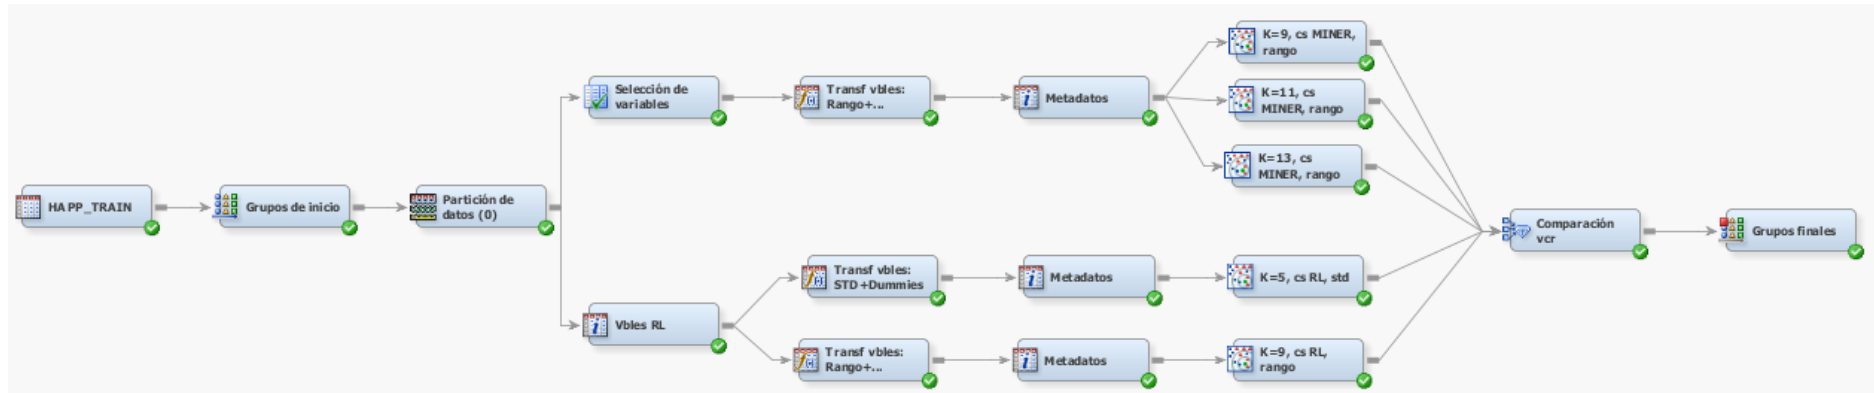 HAPP_TRAIN
Grupos de inicio
Partición de
datos (0)
Selección de
variables
Transf vbles:
Rango+...
Metadatos
K=9, cs MINER,
rango
K=11, cs
MINER, rango
K=13, cs
MINER, rango
Vbles RL
Transf vbles:
STD+Dummies
Metadatos
K=5, cs RL, std
Transf vbles:
Rango+...
Metadatos
K=9, cs RL,
rango
Comparación
vcr
Grupos finales